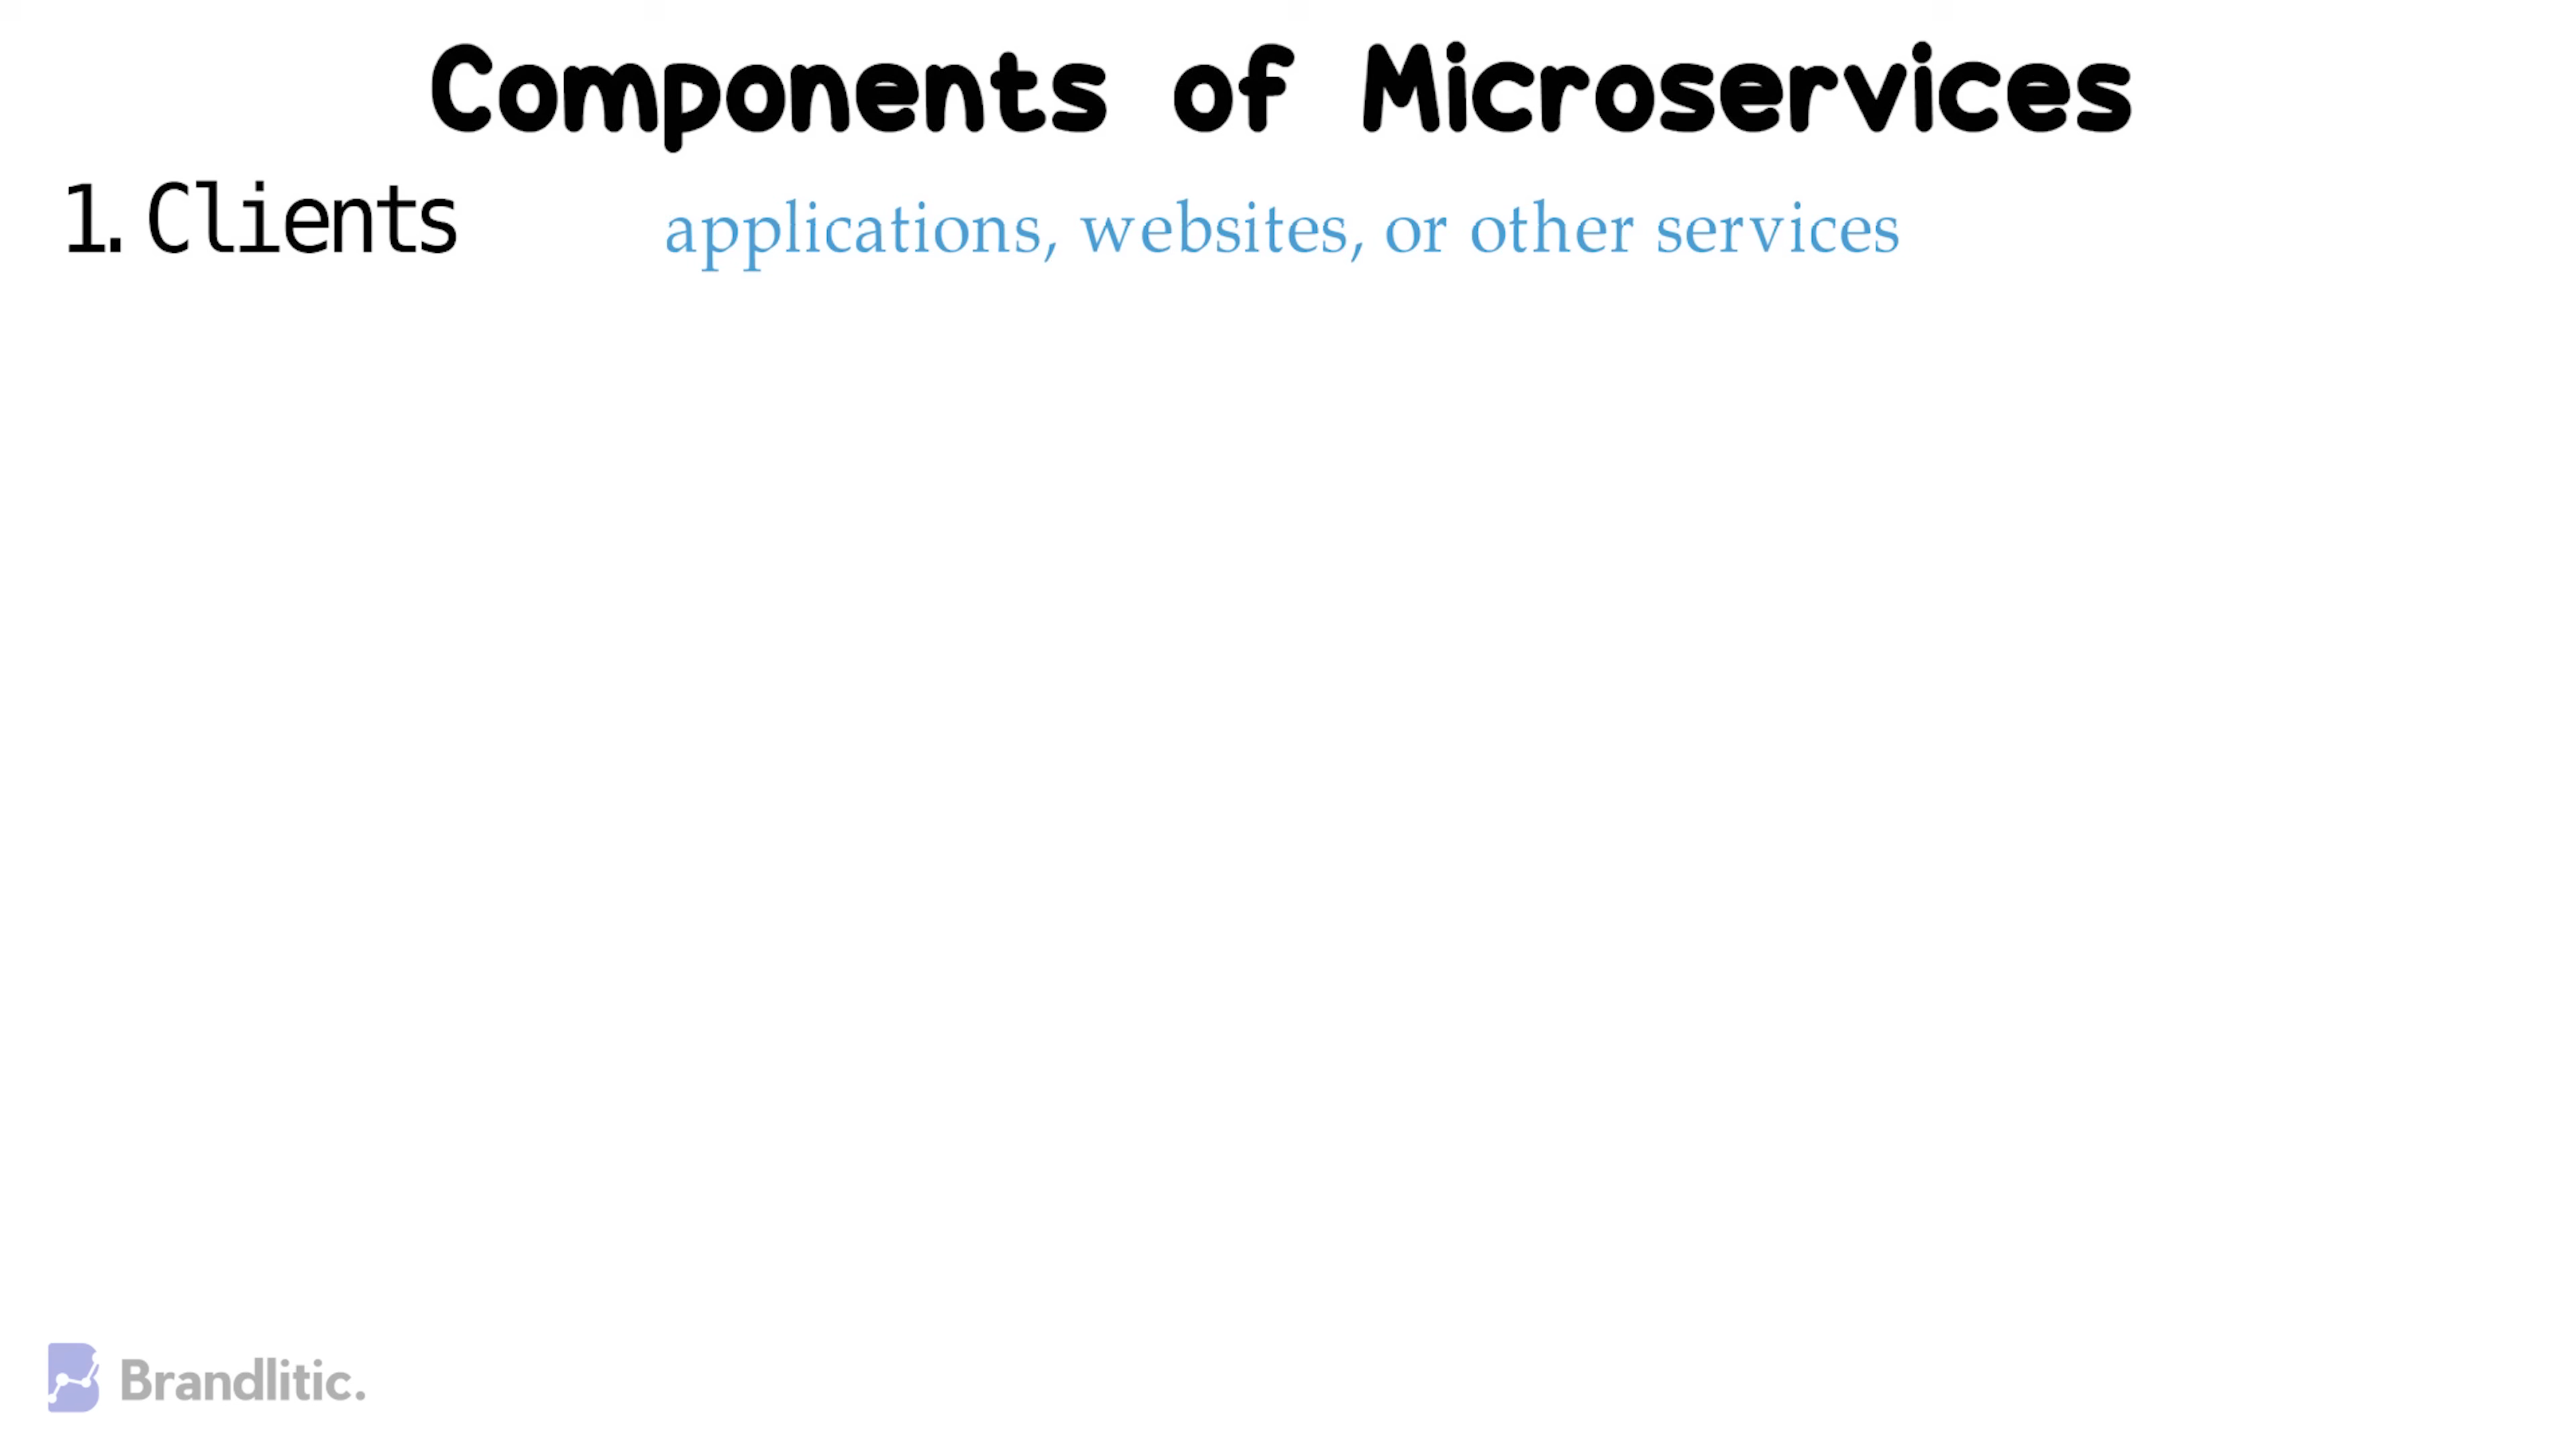 Components of Microservices
1. Clients applications, websites, or other services
Brandlitic.